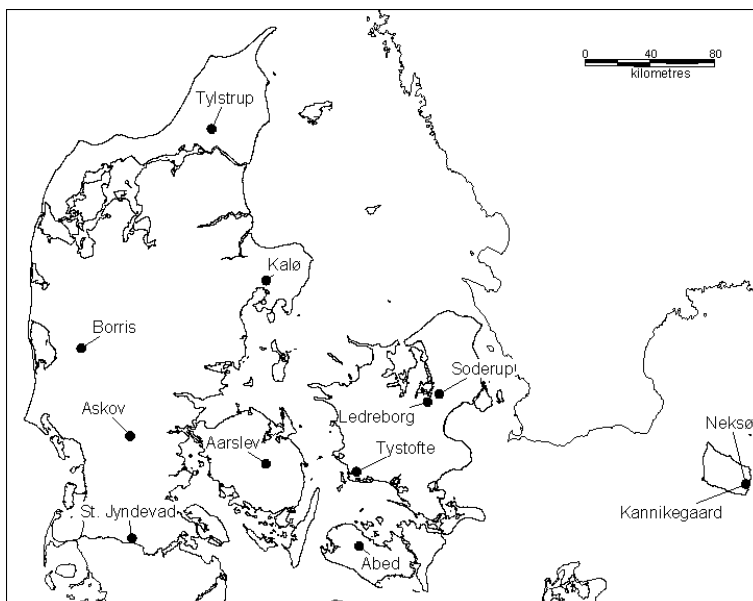 0 40 80
kilometres
Tylstrup
Kalø
Borris
Soderup
Ledreborg
Askov
Aarslev
Tystofte
Neksø
Kannikegaard
St. Jyndevad
Abed